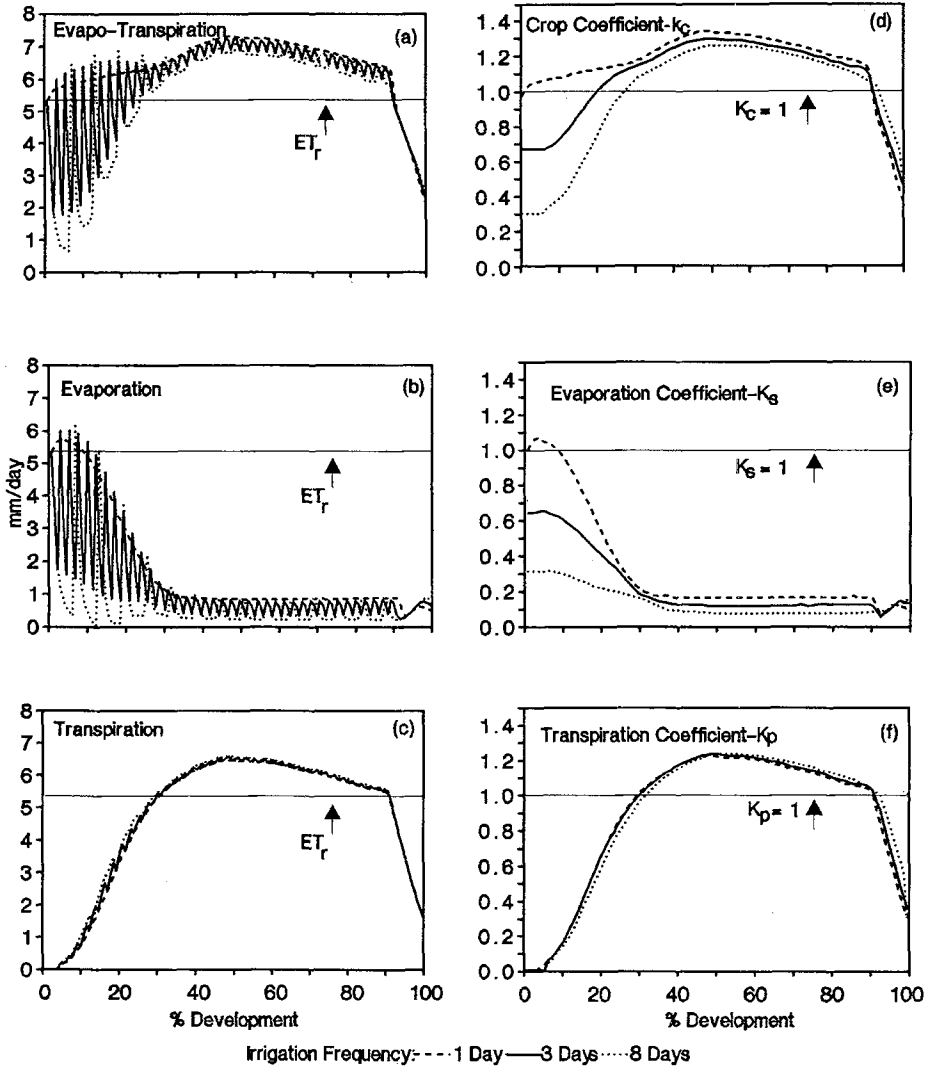 Evapo-Transpiration
(a)
8
7
6
5
4
3
2
1
0
ETr
Crop Coefficient-kc
(d)
1.4
1.2
1.0
0.8
0.6
0.4
0.2
0.0
Kc = 1
Evaporation
(b)
8
7
6
5
4
3
2
1
0
mm/day
ETr
Evaporation Coefficient-Ks
(e)
1.4
1.2
1.0
0.8
0.6
0.4
0.2
0.0
Ks = 1
Transpiration
(c)
8
7
6
5
4
3
2
1
0
ETr
0 20 40 60 80 100
% Development
Transpiration Coefficient-Kp
(f)
1.4
1.2
1.0
0.8
0.6
0.4
0.2
0.0
Kp = 1
0 20 40 60 80 100
% Development
Irrigation Frequency: 1 Day 3 Days 8 Days